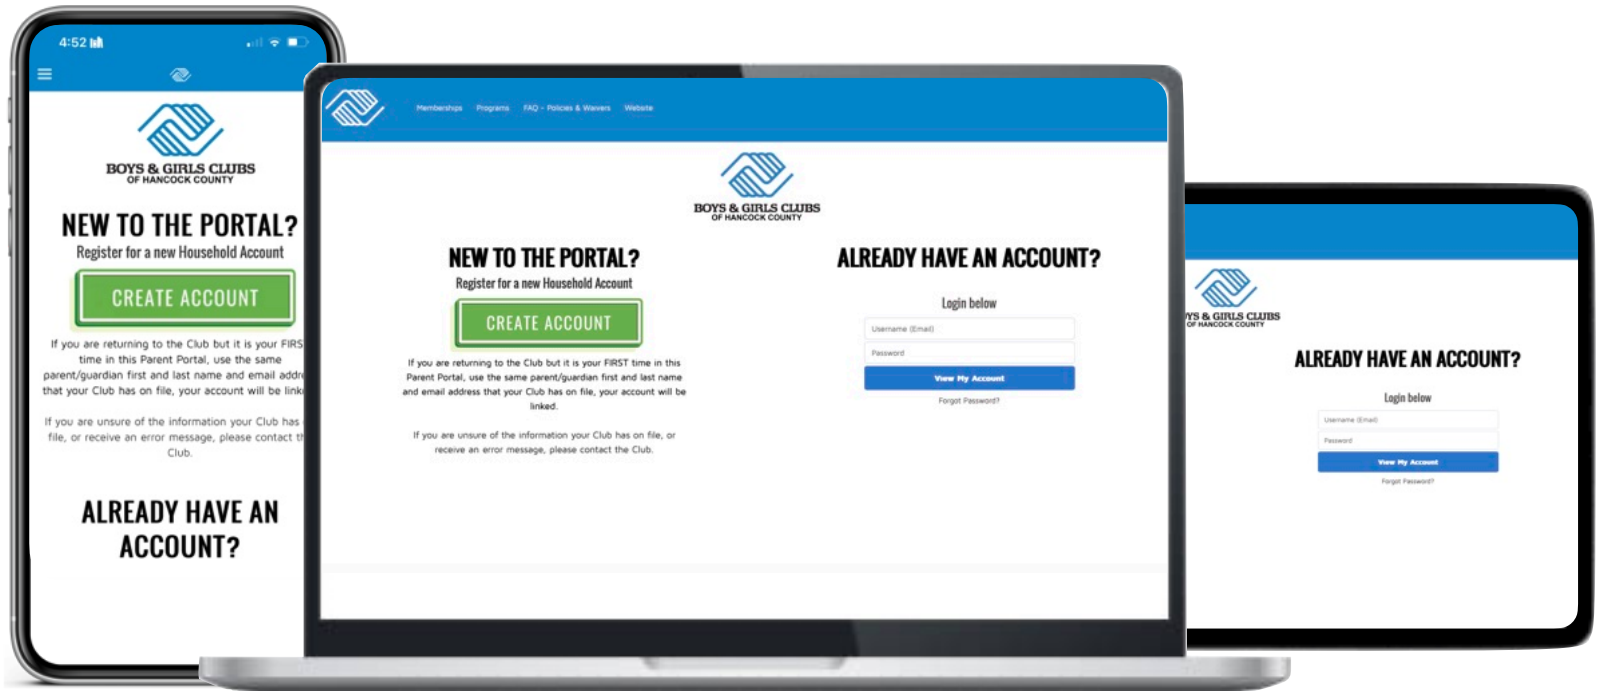 4:52
BOYS & GIRLS CLUBS
OF HANCOCK COUNTY
NEW TO THE PORTAL?
Register for a new Household Account
CREATE ACCOUNT
If you are returning to the Club but it is your FIRS
time in this Parent Portal, use the same
parent/guardian first and last name and email addre
that your Club has on file, your account will be link
If you are unsure of the information your Club has
file, or receive an error message, please contact th
Club.
ALREADY HAVE AN
ACCOUNT?
Memberships Programs FAQ - Policies & Waivers Website
BOYS & GIRLS CLUBS
OF HANCOCK COUNTY
NEW TO THE PORTAL?
Register for a new Household Account
CREATE ACCOUNT
If you are returning to the Club but it is your FIRST time in this
Parent Portal, use the same parent/guardian first and last name
and email address that your Club has on file, your account will be
linked.
If you are unsure of the information your Club has on file, or
receive an error message, please contact the Club.
ALREADY HAVE AN ACCOUNT?
Login below
Username (Email)
Password
View My Account
Forgot Password?
YS & GIRLS CLUBS
OF HANCOCK COUNTY
ALREADY HAVE AN ACCOUNT?
Login below
Username (Email)
Password
View My Account
Forgot Password?